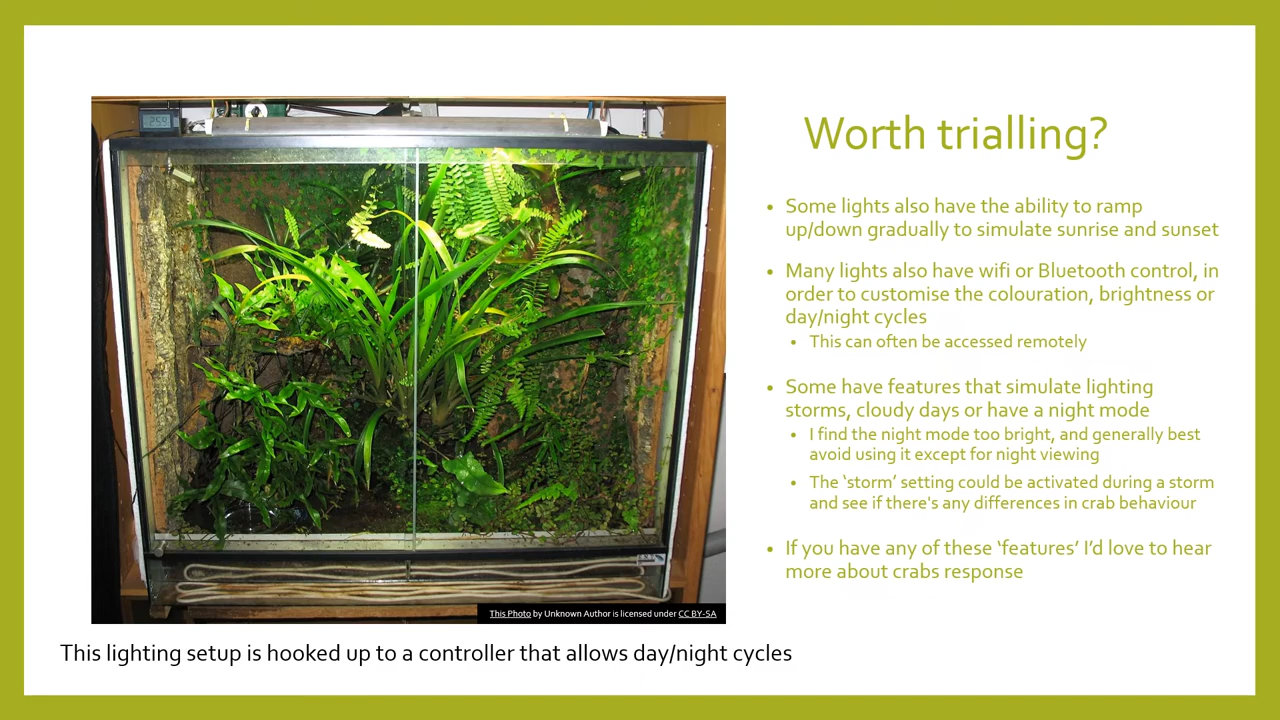 Worth trialling?
• Some lights also have the ability to ramp
up/down gradually to simulate sunrise and sunset
• Many lights also have wifi or Bluetooth control, in
order to customise the colouration, brightness or
day/night cycles
• This can often be accessed remotely
• Some have features that simulate lighting
storms, cloudy days or have a night mode
• I find the night mode too bright, and generally best
avoid using it except for night viewing
• The ‘storm’ setting could be activated during a storm
and see if there's any differences in crab behaviour
• If you have any of these ‘features’ I’d love to hear
more about crabs response
25.9
This Photo by Unknown Author is licensed under CC BY-SA
This lighting setup is hooked up to a controller that allows day/night cycles